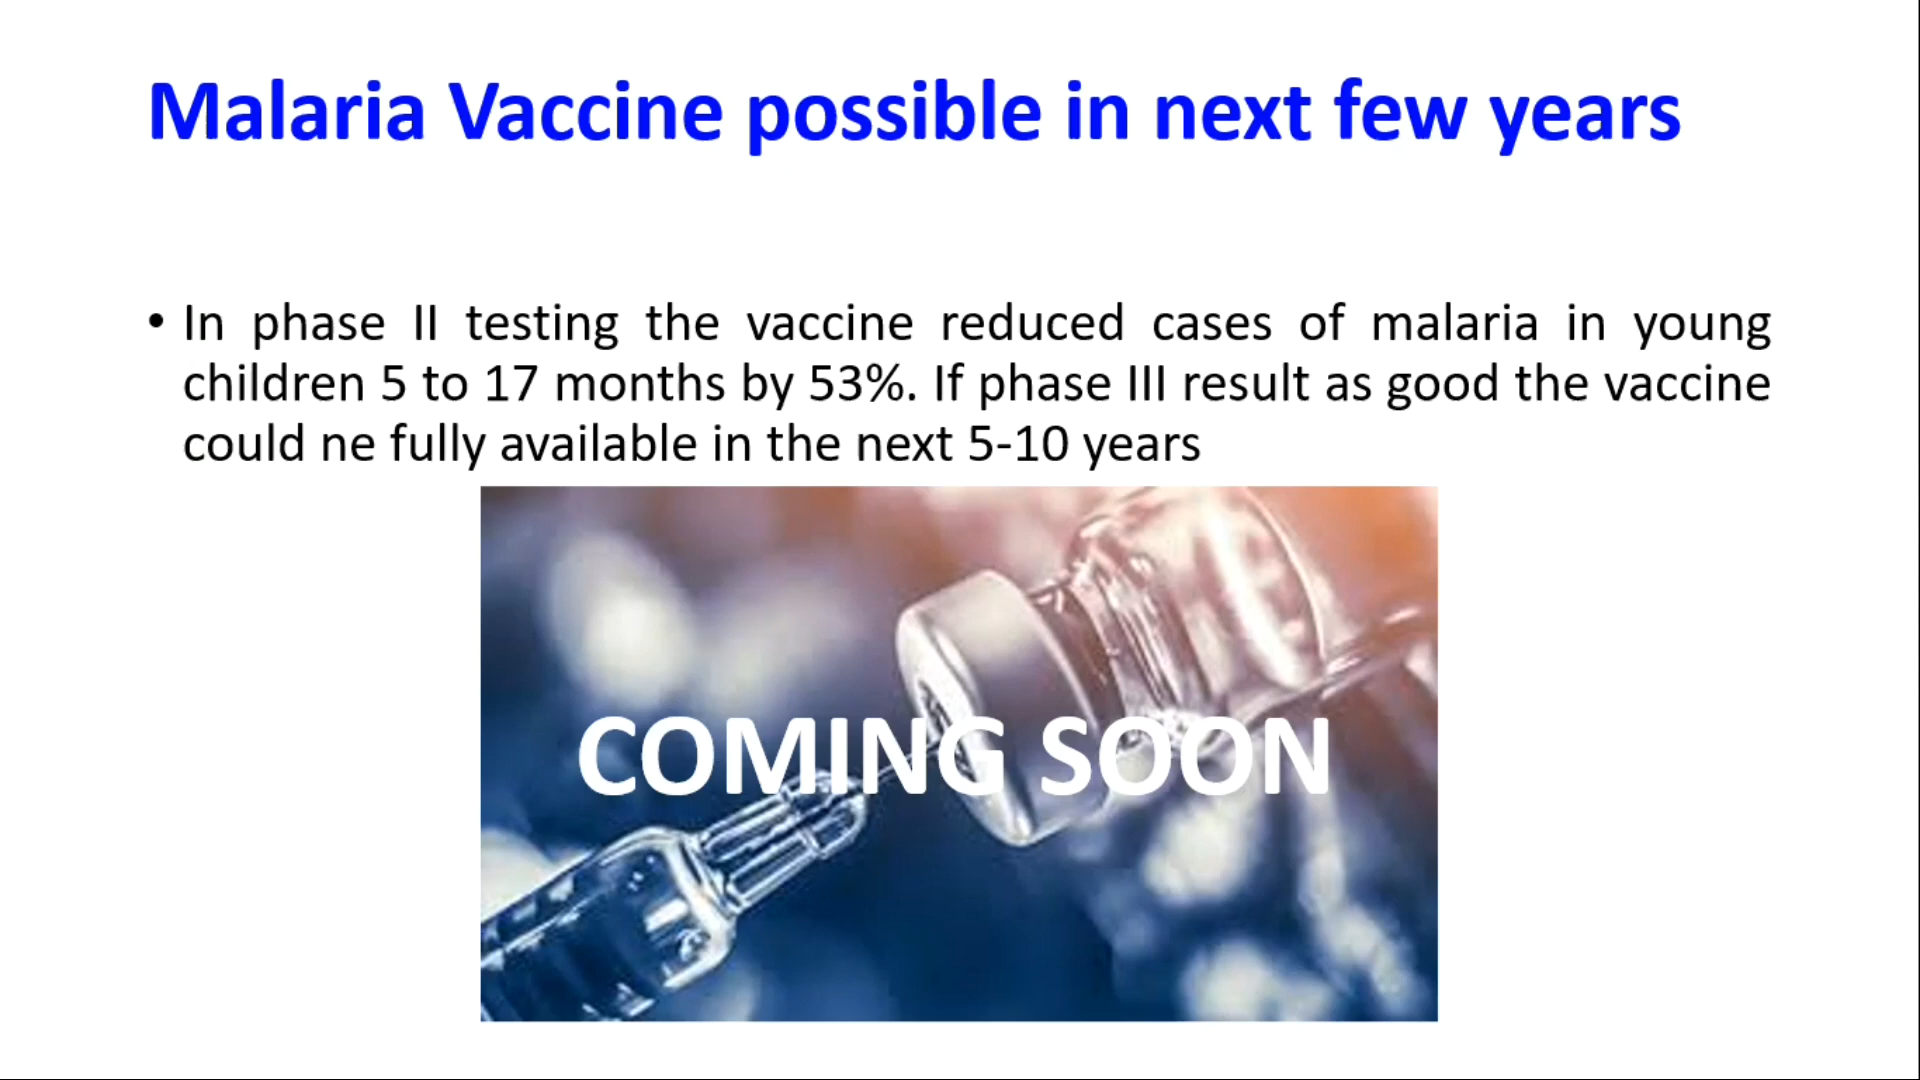 Malaria Vaccine possible in next few years
• In phase II testing the vaccine reduced cases of malaria in young
children 5 to 17 months by 53%. If phase III result as good the vaccine
could ne fully available in the next 5-10 years
COMING SOON